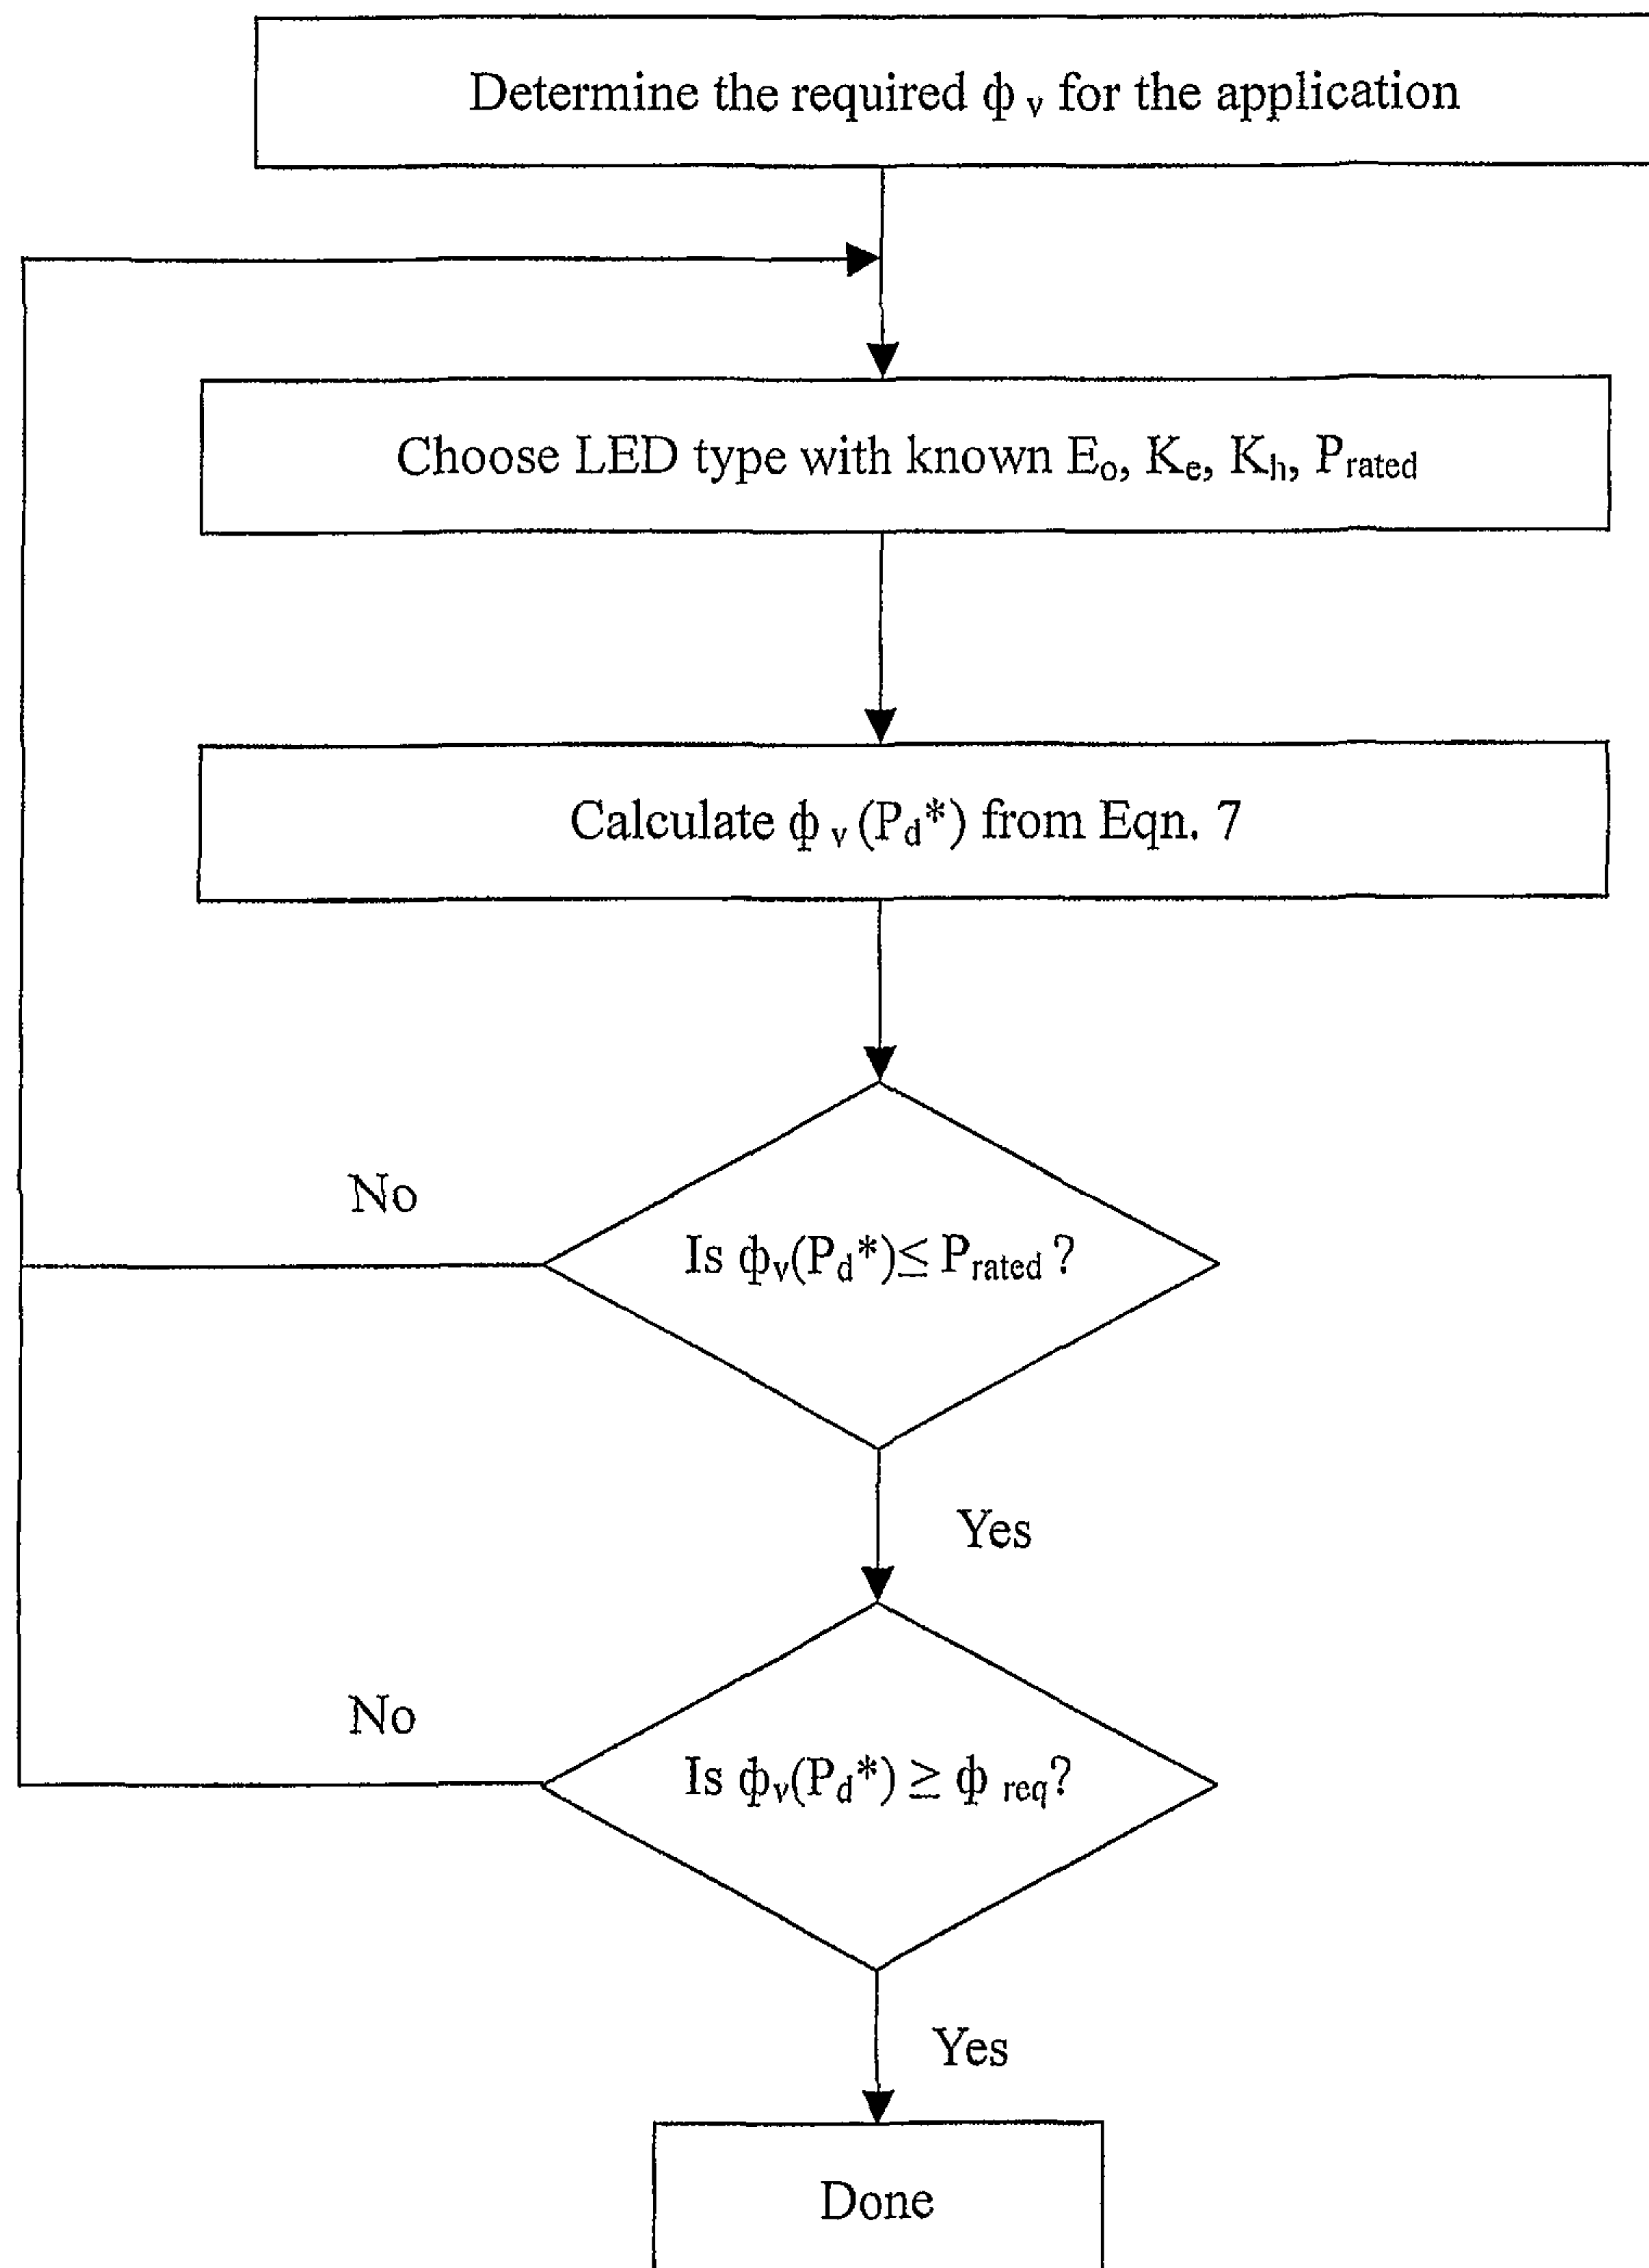 Determine the required ϕ v for the application
Choose LED type with known Eo, Ke, Kh, Prated
Calculate ϕ v (Pd*) from Eqn. 7
No
Is ϕv(Pd*)≤ Prated ?
Yes
No
Is ϕv(Pd*) ≥ ϕ req?
Yes
Done